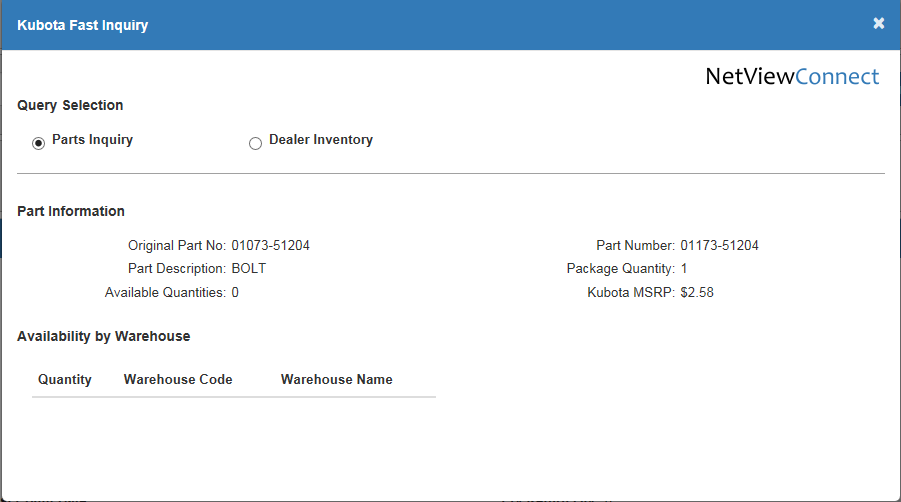 Kubota Fast Inquiry ✖
NetViewConnect
Query Selection
Parts Inquiry Dealer Inventory
Part Information
Original Part No: 01073-51204 Part Number: 01173-51204
Part Description: BOLT Package Quantity: 1
Available Quantities: 0 Kubota MSRP: $2.58
Availability by Warehouse
Quantity Warehouse Code Warehouse Name